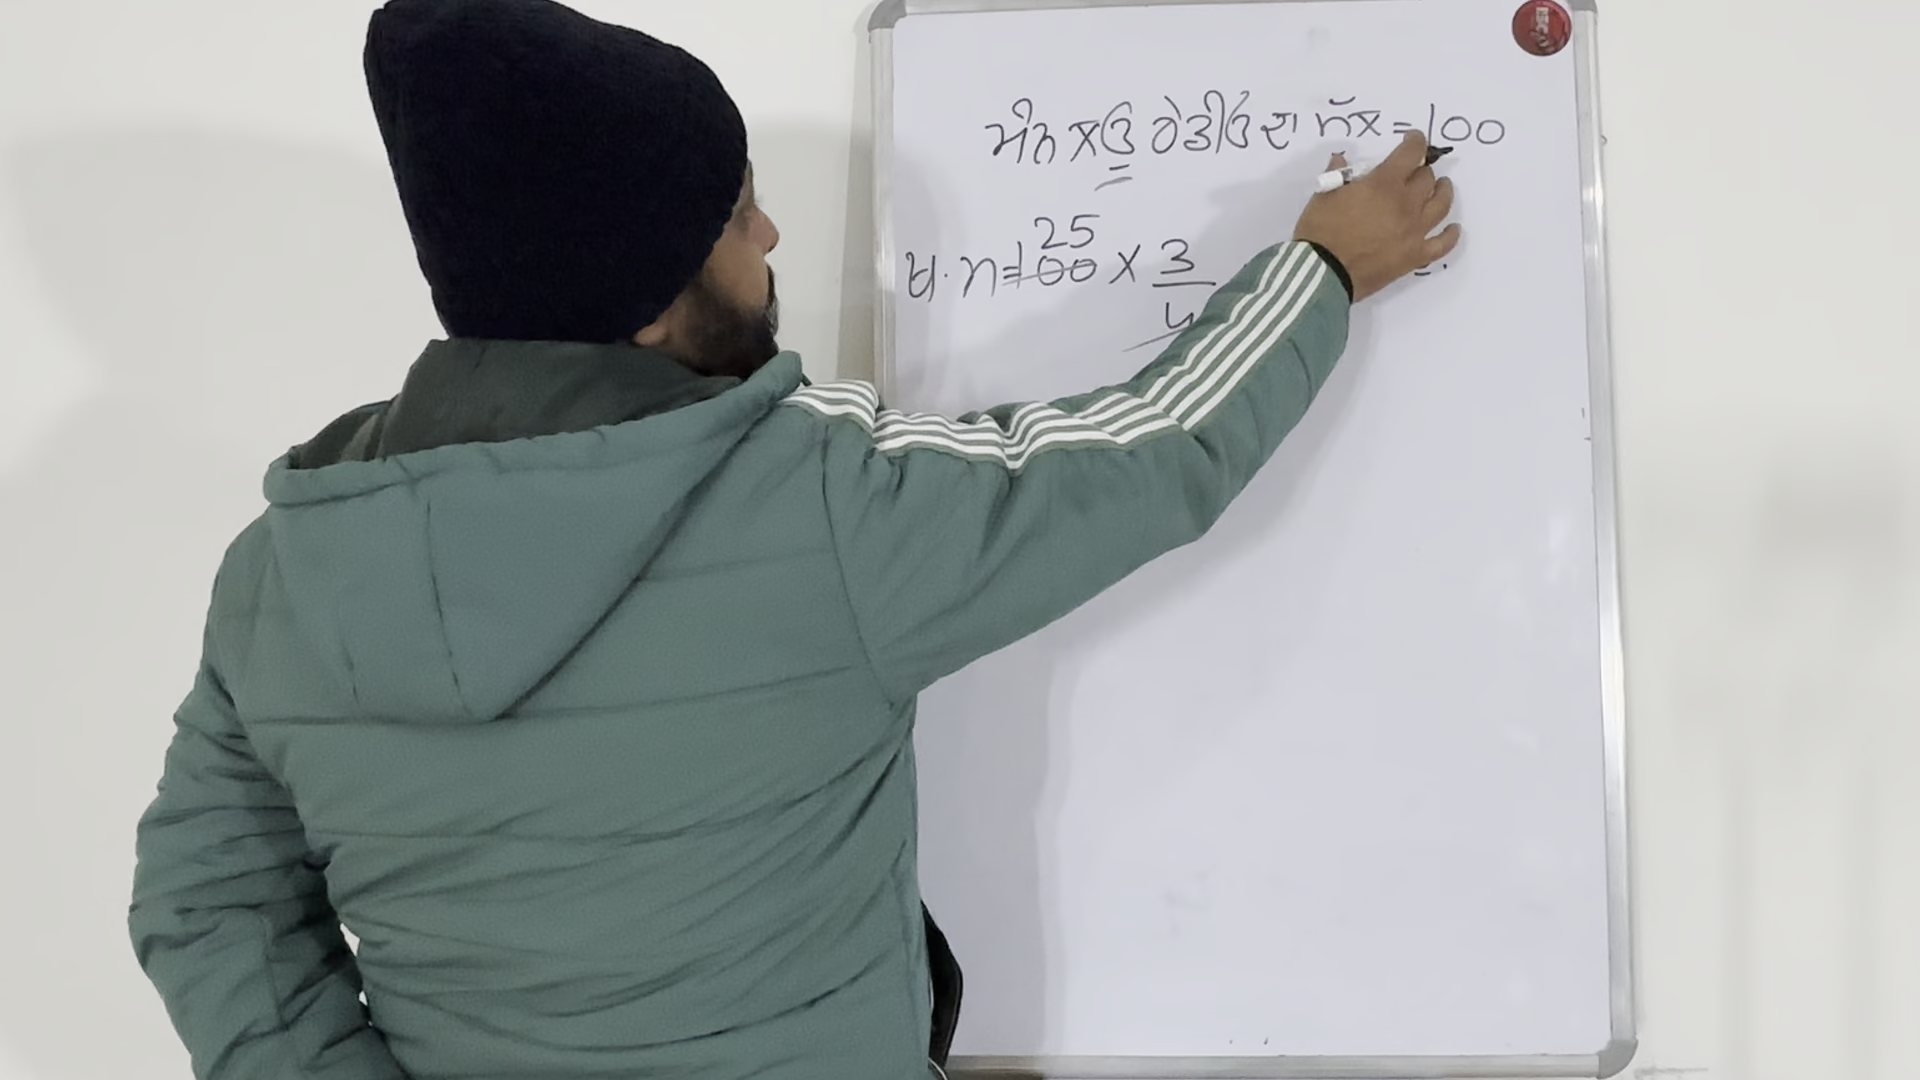 ਮੰਨ ਲਉ ਰੇਡੀਓ ਦਾ ਮੁੱਲ = 100
25
ਖ. ਮੁ = 100 × 3
4